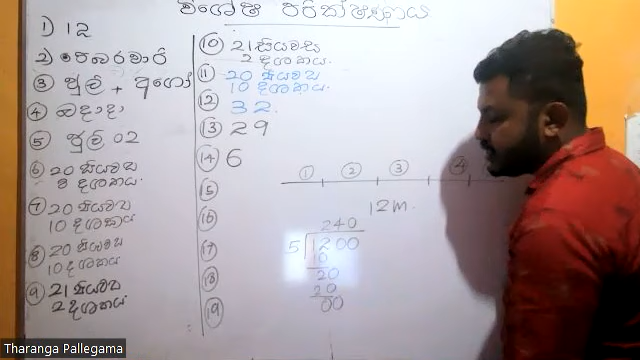 විශේෂ පරීක්ෂණය
1) 12
2) පෙබරවාරි
3 ජූලි + අගෝ
4 බදාදා
5 ජූලි 02
6 20 සියවස
10 දශකය.
7 20 සියවස
10 දශකය
8 20 සියවස
10 දශකය
9 21 සියවස
2 දශකය
10 21 සියවස
2 දශකය.
11 20 සියවස
10 දශකය.
12 32.
13 29
14 6
15
16
17
18
19
1 2 3 4
12m.
240
5 1200
10
20
20
00
Tharanga Pallegama